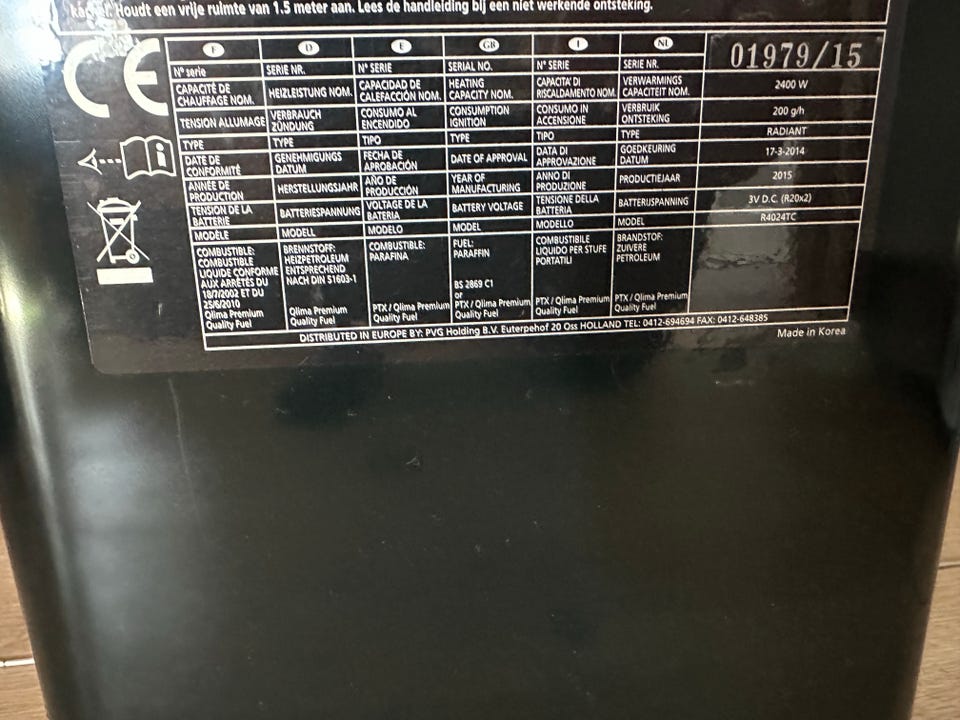 Houdt een vrije ruimte van 1.5 meter aan. Lees de handleiding bij een niet werkende ontsteking.
CE
F D E GB I NL
N° serie SERIE NR. N° SERIE SERIAL NO. N° SERIE SERIE NR. 01979/15
CAPACITÉ DE CHAUFFAGE NOM. HEIZLEISTUNG NOM. CAPACIDAD DE CALEFACCIÓN NOM. HEATING CAPACITY NOM. CAPACITA' DI RISCALDAMENTO NOM. VERWARMINGS CAPACITEIT NOM. 2400 W
TENSION ALLUMAGE VERBRAUCH ZÜNDUNG CONSUMO AL ENCENDIDO CONSUMPTION IGNITION CONSUMO IN ACCENSIONE VERBRUIK ONTSTEKING 200 g/h
TYPE TYPE TIPO TYPE TIPO TYPE RADIANT
DATE DE CONFORMITÉ GENEHMIGUNGS DATUM FECHA DE APROBACIÓN DATE OF APPROVAL DATA DI APPROVAZIONE GOEDKEURING DATUM 17-3-2014
ANNÉE DE PRODUCTION HERSTELLUNGSJAHR AÑO DE PRODUCCIÓN YEAR OF MANUFACTURING ANNO DI PRODUZIONE PRODUCTIEJAAR 2015
TENSION DE LA BATTERIE BATTERIESPANNUNG VOLTAGE DE LA BATERIA BATTERY VOLTAGE TENSIONE DELLA BATTERIA BATTERIJSPANNING 3V D.C. (R20x2)
MODÈLE MODELL MODELO MODEL MODELLO MODEL R4024TC
COMBUSTIBLE:
COMBUSTIBLE
LIQUIDE CONFORME
AUX ARRÊTÉS DU
18/7/2002 ET DU
25/6/2010
Qlima Premium
Quality Fuel
BRENNSTOFF:
HEIZPETROLEUM
ENTSPRECHEND
NACH DIN 51603-1
Qlima Premium
Quality Fuel
COMBUSTIBLE:
PARAFINA
PTX / Qlima Premium
Quality Fuel
FUEL:
PARAFFIN
BS 2869 C1
or
PTX / Qlima Premium
Quality Fuel
COMBUSTIBILE
LIQUIDO PER STUFE
PORTATILI
PTX / Qlima Premium
Quality Fuel
BRANDSTOF:
ZUIVERE
PETROLEUM
PTX / Qlima Premium
Quality Fuel
DISTRIBUTED IN EUROPE BY: PVG Holding B.V. Euterpehof 20 Oss HOLLAND TEL: 0412-694694 FAX: 0412-648385
Made in Korea